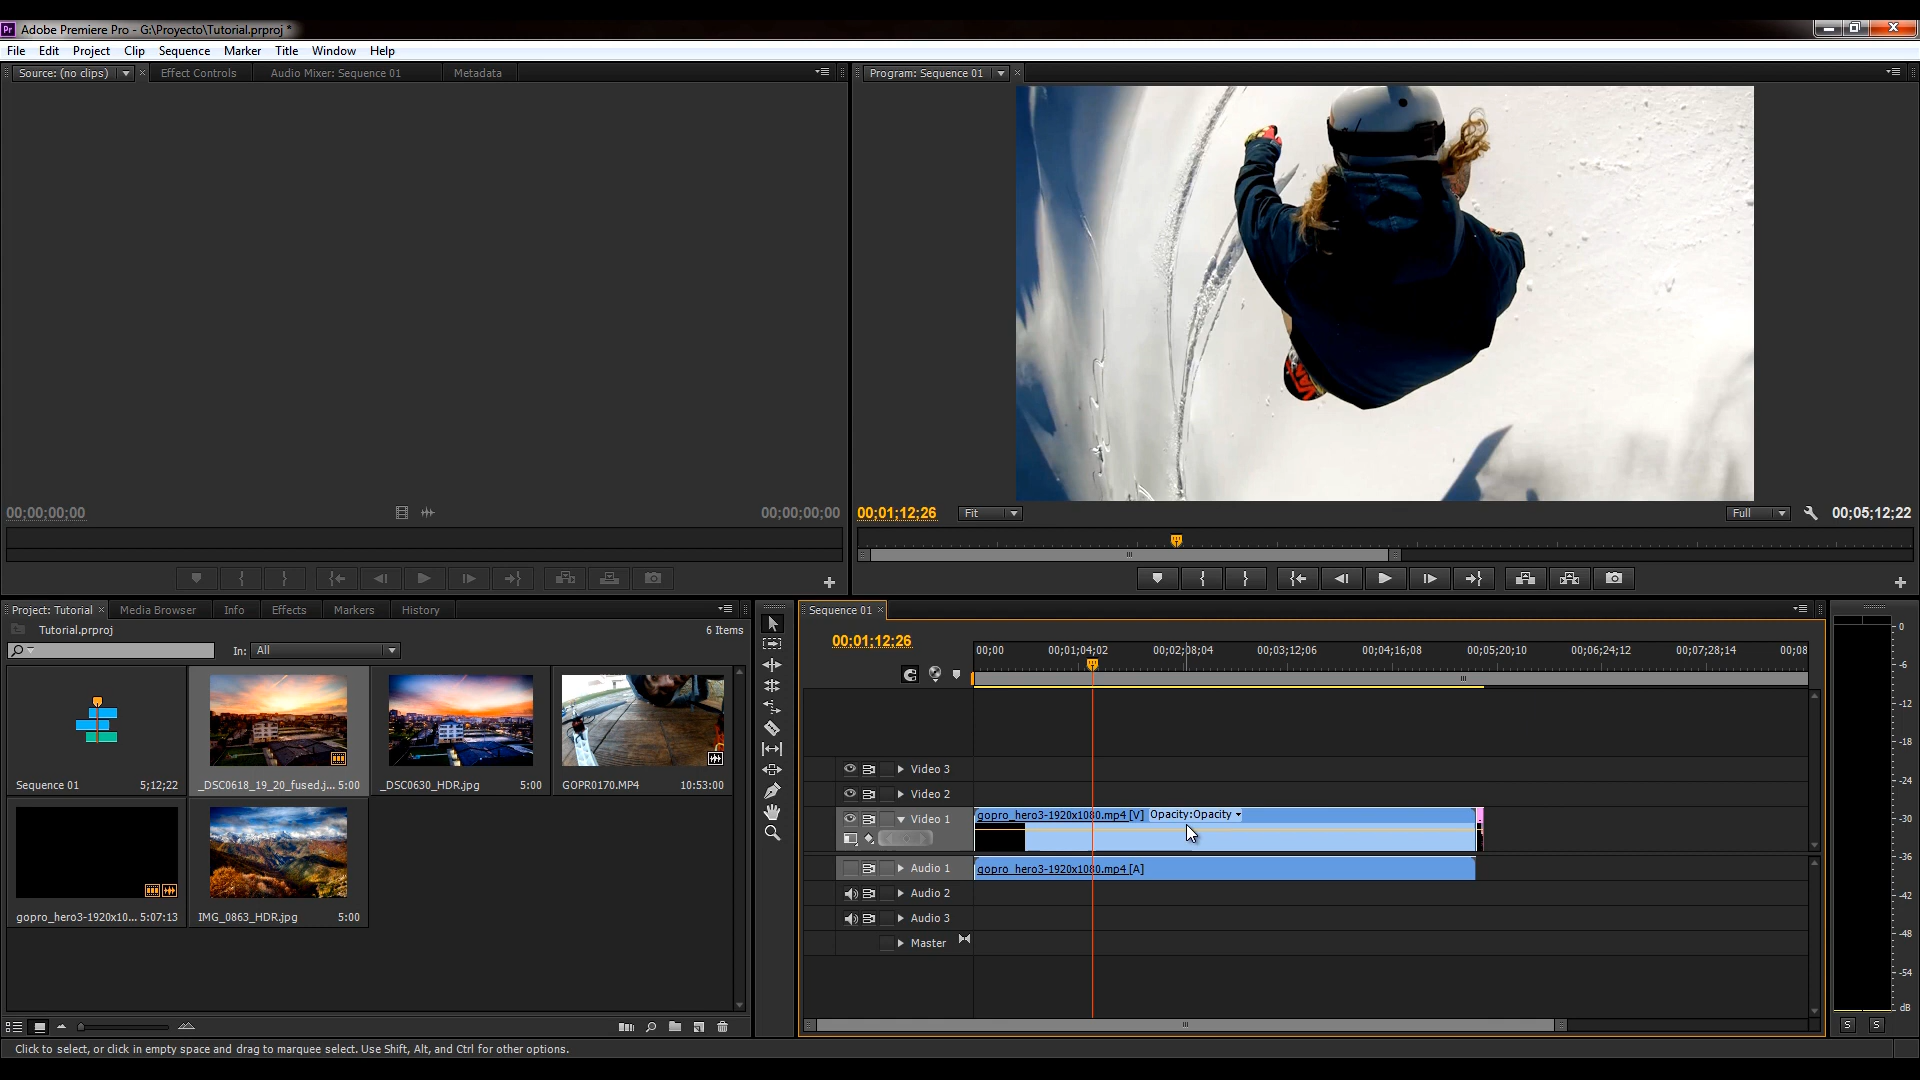 Pr Adobe Premiere Pro - G:\Proyecto\Tutorial.prproj *
File Edit Project Clip Sequence Marker Title Window Help
Source: (no clips) Effect Controls Audio Mixer: Sequence 01 Metadata
Program: Sequence 01
00;00;00;00 00;00;00;00
00;01;12;26 Fit Full 00;05;12;22
Project: Tutorial Media Browser Info Effects Markers History
Tutorial.prproj 6 Items
In: All
Sequence 01 5;12;22
_DSC0618_19_20_fused.j... 5:00
_DSC0630_HDR.jpg 5:00
GOPR0170.MP4 10:53:00
gopro_hero3-1920x10... 5:07:13
IMG_0863_HDR.jpg 5:00
Sequence 01
00;01;12;26
00;00 00;01;04;02 00;02;08;04 00;03;12;06 00;04;16;08 00;05;20;10 00;06;24;12 00;07;28;14 00;08
Video 3
Video 2
Video 1 gopro_hero3-1920x1080.mp4 [V] Opacity:Opacity
Audio 1 gopro_hero3-1920x1080.mp4 [A]
Audio 2
Audio 3
Master
0
-6
-12
-18
-24
-30
-36
-42
-48
-54
dB
S S
Click to select, or click in empty space and drag to marquee select. Use Shift, Alt, and Ctrl for other options.